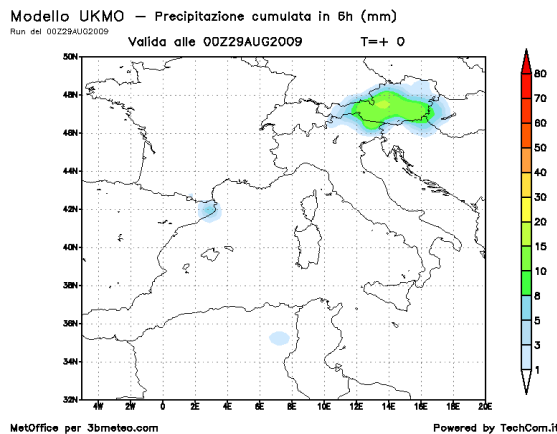 Modello UKMO — Precipitazione cumulata in 6h (mm)
Run del 00Z29AUG2009
Valida alle 00Z29AUG2009 T=+ 0
50N
48N
46N
44N
42N
40N
38N
36N
34N
32N
4W 2W 0 2E 4E 6E 8E 10E 12E 14E 16E 18E 20E
80
70
60
50
40
30
20
15
10
8
5
3
1
MetOffice per 3bmeteo.com Powered by TechCom.it